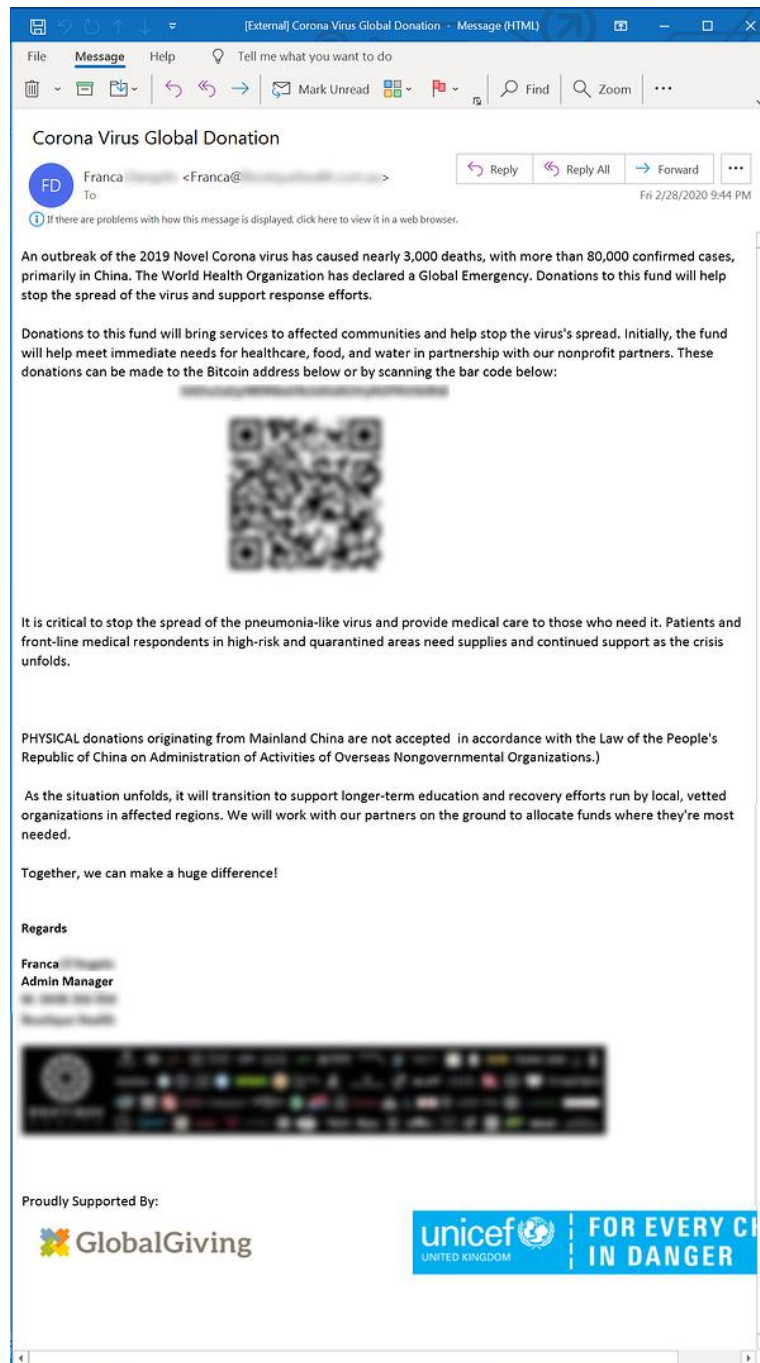 [External] Corona Virus Global Donation - Message (HTML)
File Message Help Tell me what you want to do
Mark Unread Find Zoom
Corona Virus Global Donation
FD
Franca <Franca@ >
Reply Reply All Forward
To
Fri 2/28/2020 9:44 PM
If there are problems with how this message is displayed, click here to view it in a web browser.
An outbreak of the 2019 Novel Corona virus has caused nearly 3,000 deaths, with more than 80,000 confirmed cases,
primarily in China. The World Health Organization has declared a Global Emergency. Donations to this fund will help
stop the spread of the virus and support response efforts.
Donations to this fund will bring services to affected communities and help stop the virus's spread. Initially, the fund
will help meet immediate needs for healthcare, food, and water in partnership with our nonprofit partners. These
donations can be made to the Bitcoin address below or by scanning the bar code below:
It is critical to stop the spread of the pneumonia-like virus and provide medical care to those who need it. Patients and
front-line medical respondents in high-risk and quarantined areas need supplies and continued support as the crisis
unfolds.
PHYSICAL donations originating from Mainland China are not accepted  in accordance with the Law of the People's
Republic of China on Administration of Activities of Overseas Nongovernmental Organizations.)
As the situation unfolds, it will transition to support longer-term education and recovery efforts run by local, vetted
organizations in affected regions. We will work with our partners on the ground to allocate funds where they're most
needed.
Together, we can make a huge difference!
Regards
Franca
Admin Manager
Proudly Supported By:
GlobalGiving
unicef
UNITED KINGDOM
FOR EVERY CH
IN DANGER